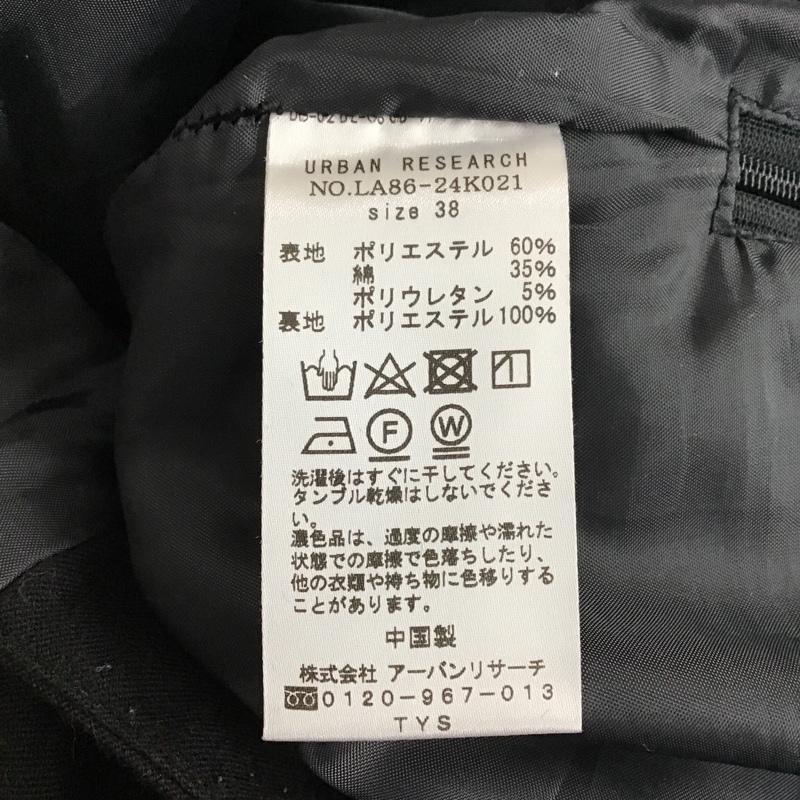 URBAN RESEARCH
NO.LA86-24K021
size 38
表地 ポリエステル 60%
綿 35%
ポリウレタン 5%
裏地 ポリエステル 100%
F W
洗濯後はすぐに干してください。
タンブル乾燥はしないでくださ
い。
濃色品は、過度の摩擦や濡れた
状態での摩擦で色落ちしたり、
他の衣類や持ち物に色移りする
ことがあります。
中国製
株式会社 アーバンリサーチ
0120-967-013
TYS